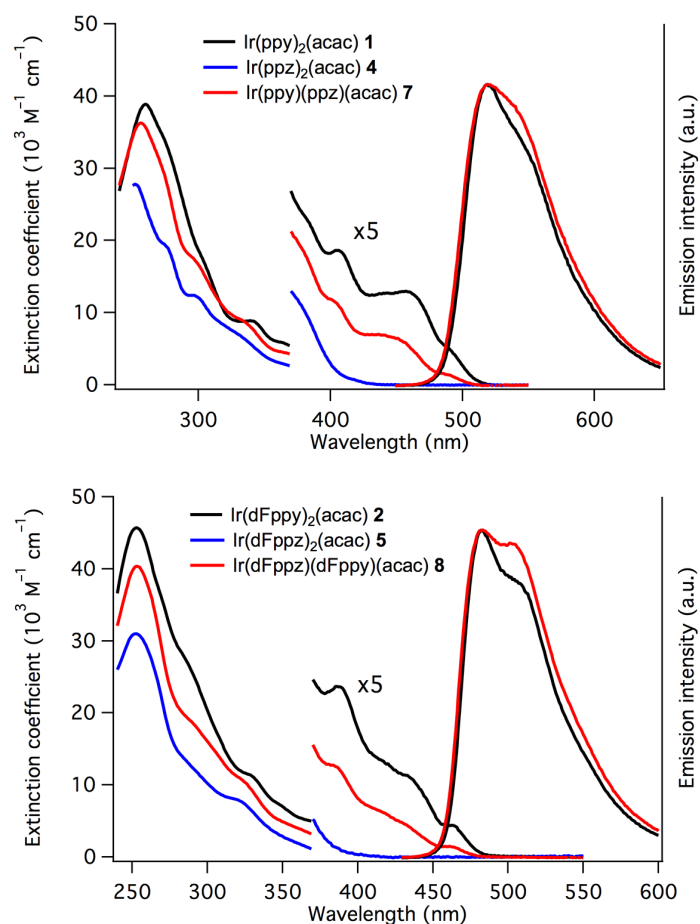 50
40
30
20
10
0
Extinction coefficient (10³ M⁻¹ cm⁻¹)
Ir(ppy)₂(acac) 1
Ir(ppz)₂(acac) 4
Ir(ppy)(ppz)(acac) 7
x5
Emission intensity (a.u.)
300 400 500 600
Wavelength (nm)
50
40
30
20
10
0
Extinction coefficient (10³ M⁻¹ cm⁻¹)
Ir(dFppy)₂(acac) 2
Ir(dFppz)₂(acac) 5
Ir(dFppz)(dFppy)(acac) 8
x5
Emission intensity (a.u.)
250 300 350 400 450 500 550 600
Wavelength (nm)